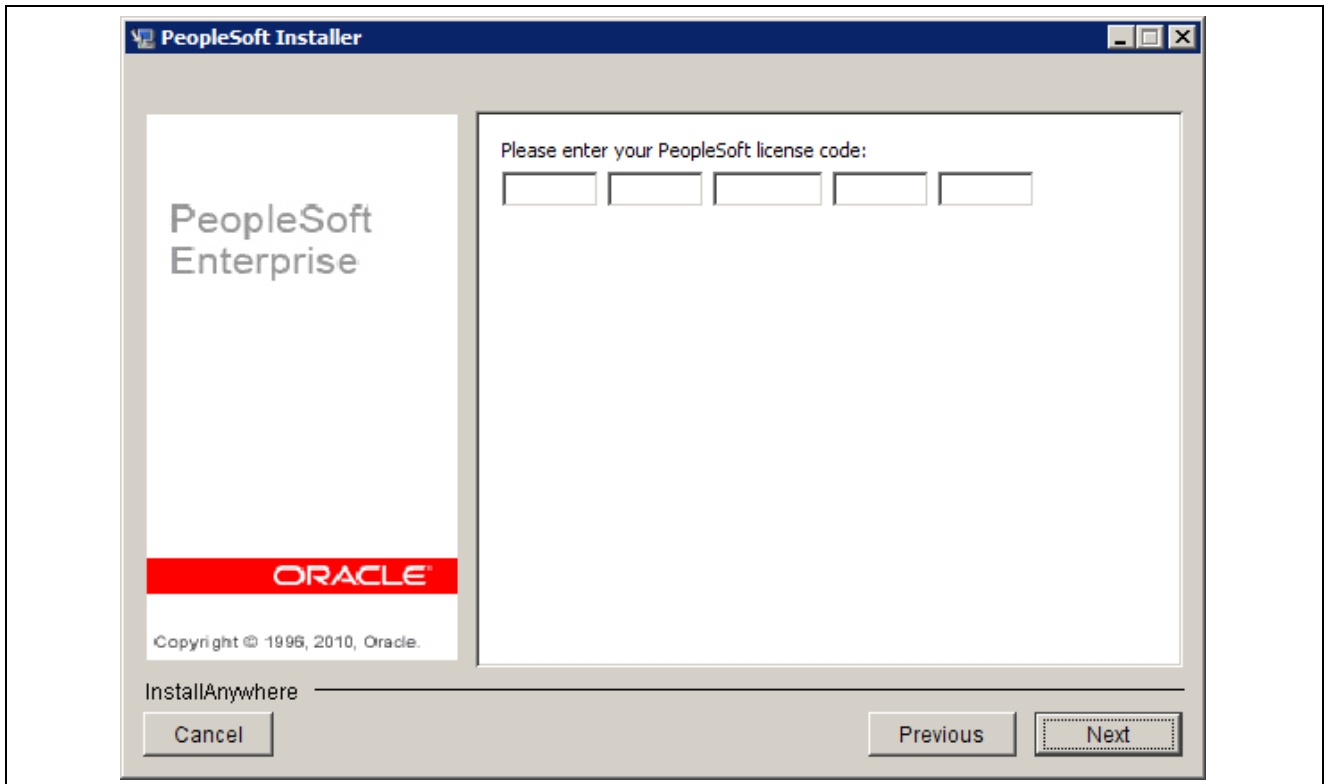 PeopleSoft Installer
Please enter your PeopleSoft license code:
PeopleSoft
Enterprise
ORACLE
Copyright © 1996, 2010, Oracle.
InstallAnywhere
Cancel
Previous
Next